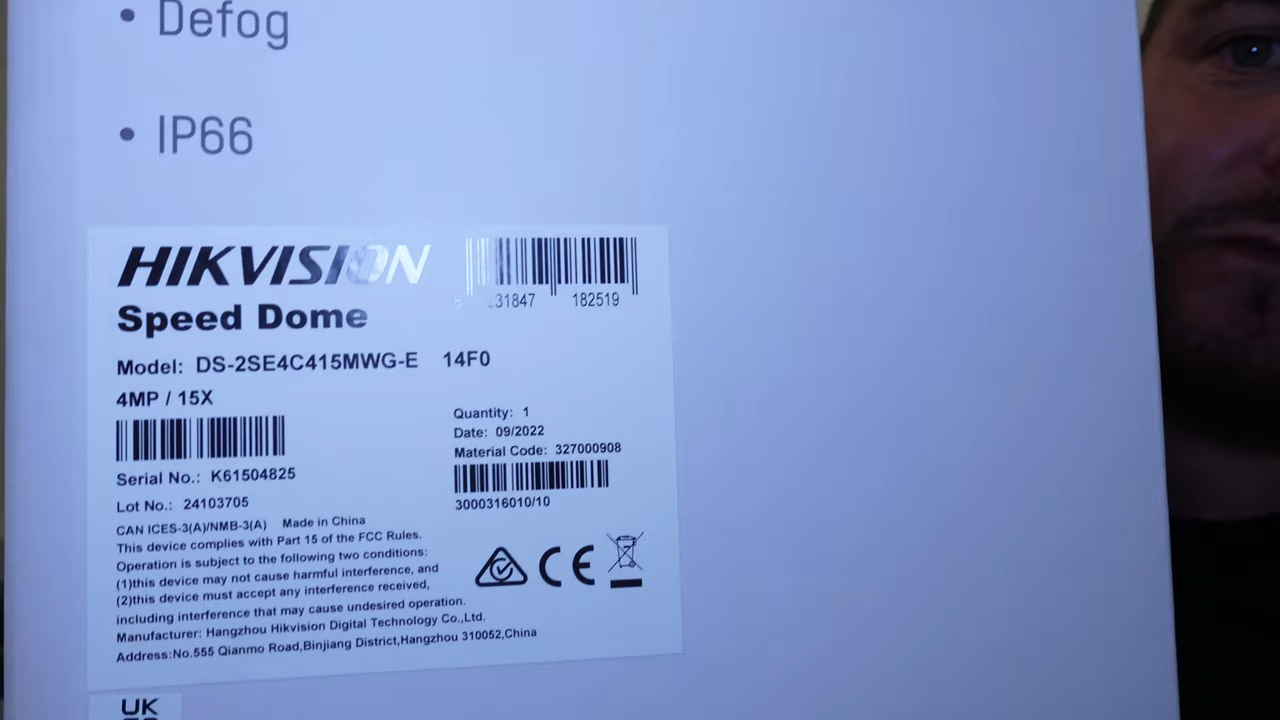 • Defog
• IP66
HIKVISION
Speed Dome
31847 182519
Model: DS-2SE4C415MWG-E 14F0
4MP / 15X
Quantity: 1
Date: 09/2022
Material Code: 327000908
Serial No.: K61504825
3000316010/10
Lot No.: 24103705
CAN ICES-3(A)/NMB-3(A) Made in China
This device complies with Part 15 of the FCC Rules.
Operation is subject to the following two conditions:
(1)this device may not cause harmful interference, and
(2)this device must accept any interference received,
including interference that may cause undesired operation.
Manufacturer: Hangzhou Hikvision Digital Technology Co.,Ltd.
Address:No.555 Qianmo Road,Binjiang District,Hangzhou 310052,China
CE
UK